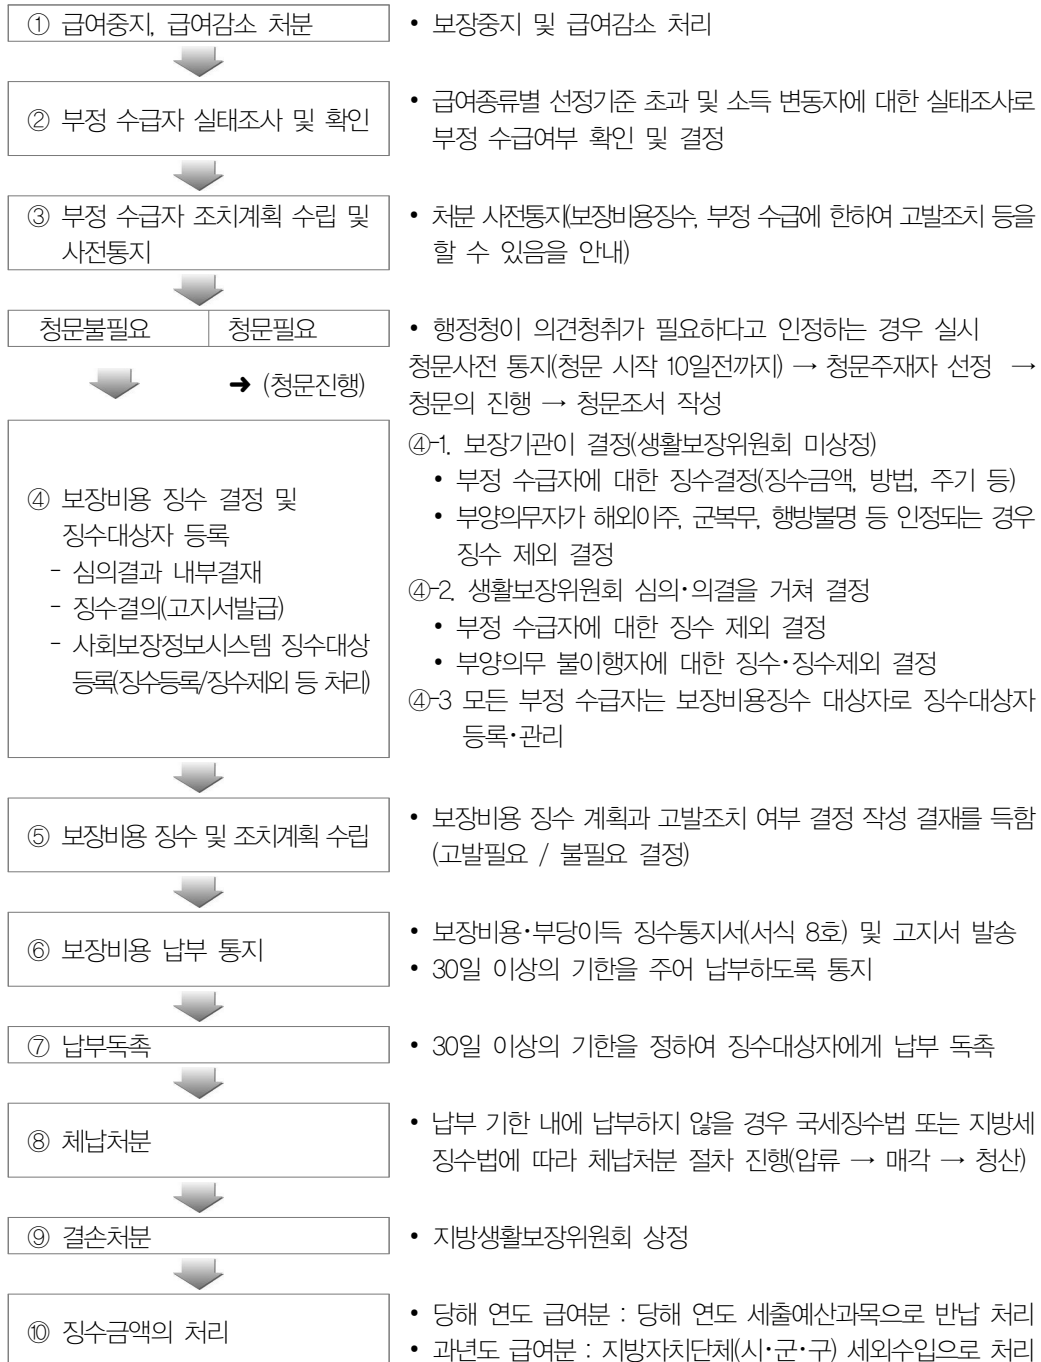 ① 급여중지, 급여감소 처분
• 보장중지 및 급여감소 처리
② 부정 수급자 실태조사 및 확인
• 급여종류별 선정기준 초과 및 소득 변동자에 대한 실태조사로
부정 수급여부 확인 및 결정
③ 부정 수급자 조치계획 수립 및
사전통지
• 처분 사전통지(보장비용징수, 부정 수급에 한하여 고발조치 등을
할 수 있음을 안내)
청문불필요 청문필요
➜ (청문진행)
• 행정청이 의견청취가 필요하다고 인정하는 경우 실시
청문사전 통지(청문 시작 10일전까지) → 청문주재자 선정 →
청문의 진행 → 청문조서 작성
④ 보장비용 징수 결정 및
징수대상자 등록
- 심의결과 내부결재
- 징수결의(고지서발급)
- 사회보장정보시스템 징수대상
등록(징수등록/징수제외 등 처리)
④-1. 보장기관이 결정(생활보장위원회 미상정)
• 부정 수급자에 대한 징수결정(징수금액, 방법, 주기 등)
• 부양의무자가 해외이주, 군복무, 행방불명 등 인정되는 경우
징수 제외 결정
④-2. 생활보장위원회 심의·의결을 거쳐 결정
• 부정 수급자에 대한 징수 제외 결정
• 부양의무 불이행자에 대한 징수·징수제외 결정
④-3 모든 부정 수급자는 보장비용징수 대상자로 징수대상자
등록·관리
⑤ 보장비용 징수 및 조치계획 수립
• 보장비용 징수 계획과 고발조치 여부 결정 작성 결재를 득함
(고발필요 / 불필요 결정)
⑥ 보장비용 납부 통지
• 보장비용·부당이득 징수통지서(서식 8호) 및 고지서 발송
• 30일 이상의 기한을 주어 납부하도록 통지
⑦ 납부독촉
• 30일 이상의 기한을 정하여 징수대상자에게 납부 독촉
⑧ 체납처분
• 납부 기한 내에 납부하지 않을 경우 국세징수법 또는 지방세
징수법에 따라 체납처분 절차 진행(압류 → 매각 → 청산)
⑨ 결손처분
• 지방생활보장위원회 상정
⑩ 징수금액의 처리
• 당해 연도 급여분 : 당해 연도 세출예산과목으로 반납 처리
• 과년도 급여분 : 지방자치단체(시·군·구) 세외수입으로 처리